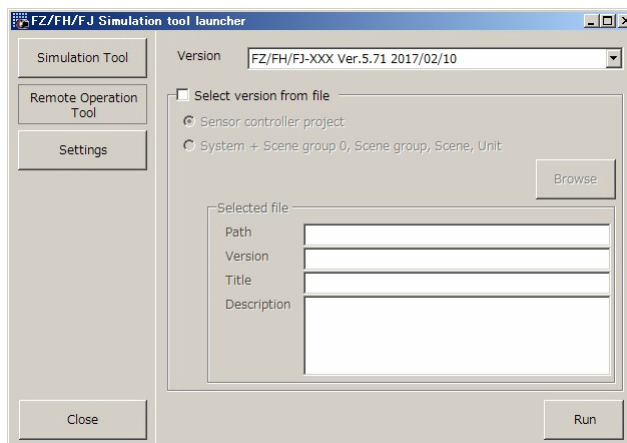 FZ/FH/FJ Simulation tool launcher
Simulation Tool
Remote Operation
Tool
Settings
Close
Version
FZ/FH/FJ-XXX Ver.5.71 2017/02/10
Select version from file
Sensor controller project
System + Scene group 0, Scene group, Scene, Unit
Browse
Selected file
Path
Version
Title
Description
Run